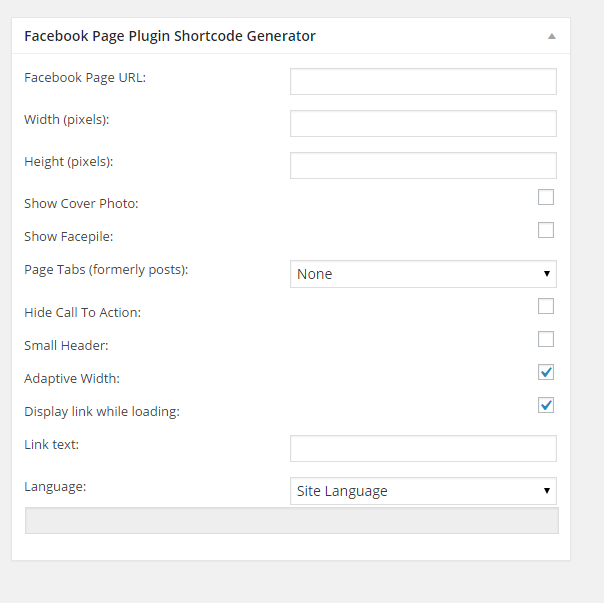 Facebook Page Plugin Shortcode Generator
Facebook Page URL:
Width (pixels):
Height (pixels):
Show Cover Photo:
Show Facepile:
Page Tabs (formerly posts): None
Hide Call To Action:
Small Header:
Adaptive Width:
Display link while loading:
Link text:
Language: Site Language